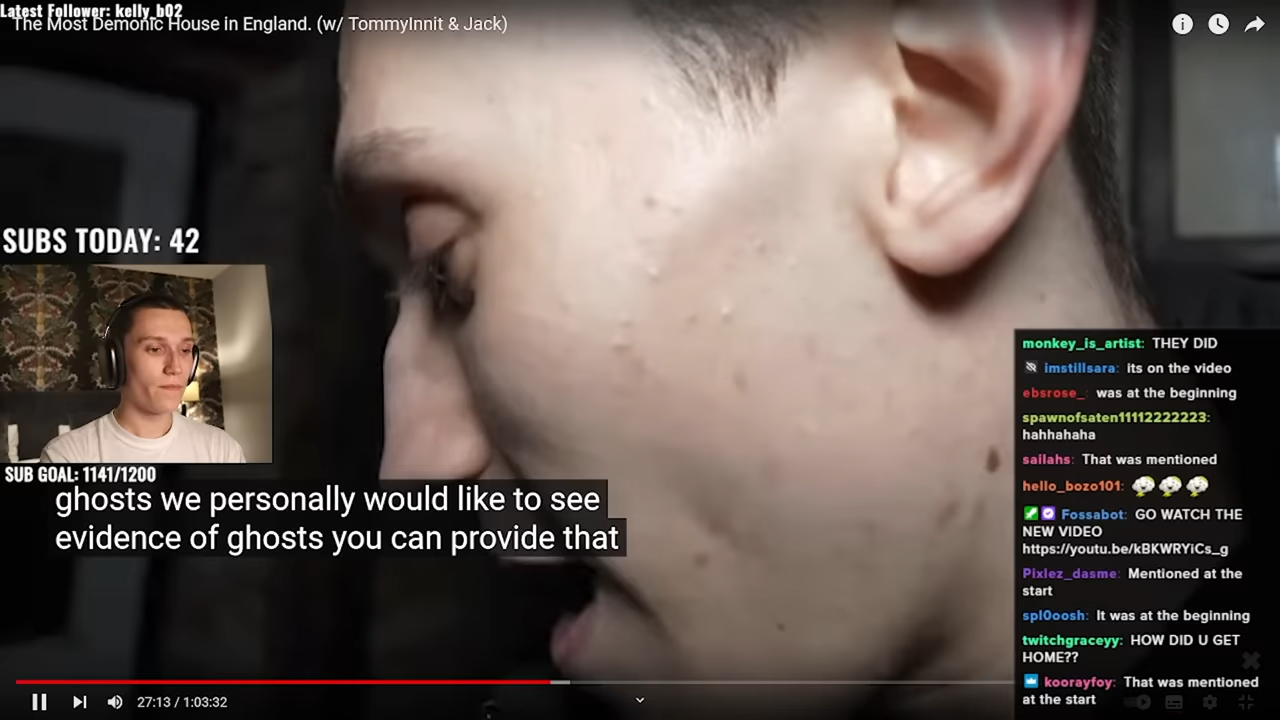 Latest Follower: kelly_b02
The Most Demonic House in England. (w/ TommyInnit & Jack)
SUBS TODAY: 42
SUB GOAL: 1141/1200
ghosts we personally would like to see
evidence of ghosts you can provide that
27:13 / 1:03:32
monkey_is_artist: THEY DID
imstillsara: its on the video
ebsrose_: was at the beginning
spawnofsaten11112222223:
hahhahaha
sailahs: That was mentioned
hello_bozo101:
Fossabot: GO WATCH THE
NEW VIDEO
https://youtu.be/kBKWRYiCs_g
Pixlez_dasme: Mentioned at the
start
spl0oosh: It was at the beginning
twitchgraceyy: HOW DID U GET
HOME??
koorayfoy: That was mentioned
at the start